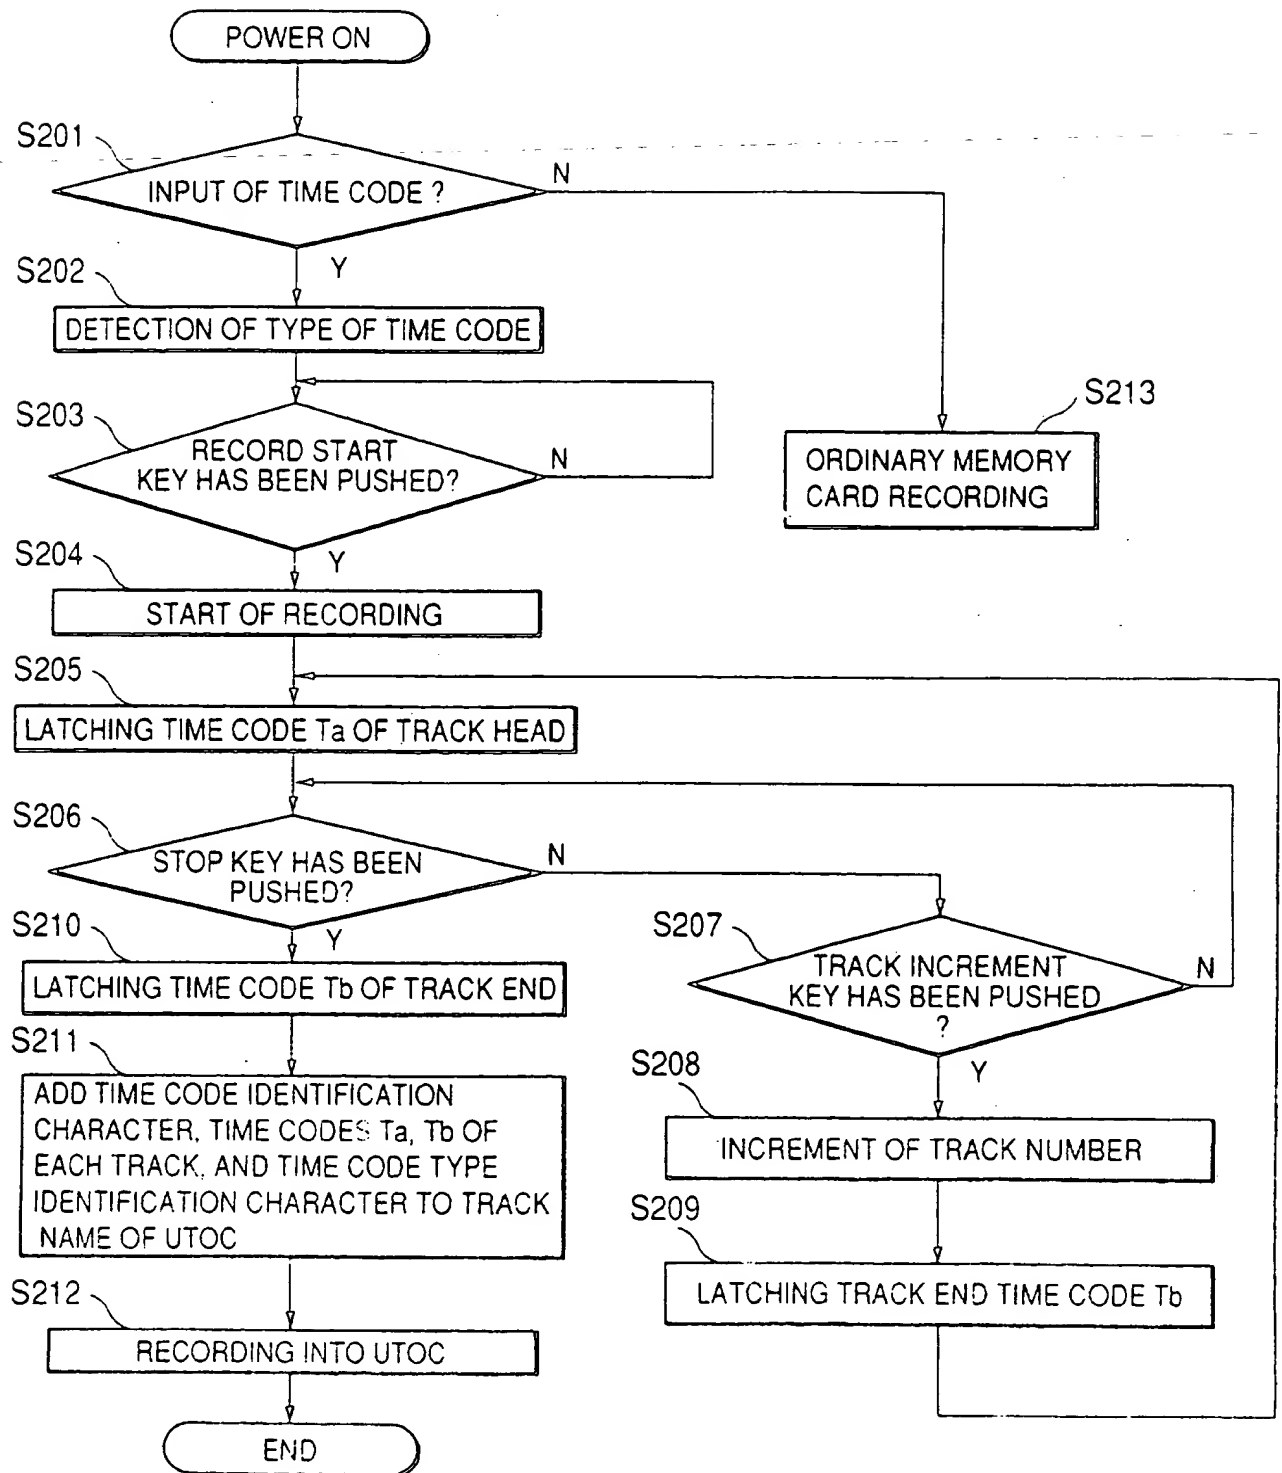 POWER ON
S201
INPUT OF TIME CODE ?
N
Y
S202
DETECTION OF TYPE OF TIME CODE
S203
RECORD START
KEY HAS BEEN PUSHED?
N
Y
S213
ORDINARY MEMORY
CARD RECORDING
S204
START OF RECORDING
S205
LATCHING TIME CODE Ta OF TRACK HEAD
S206
STOP KEY HAS BEEN
PUSHED?
N
Y
S207
TRACK INCREMENT
KEY HAS BEEN PUSHED
?
N
Y
S208
INCREMENT OF TRACK NUMBER
S209
LATCHING TRACK END TIME CODE Tb
S210
LATCHING TIME CODE Tb OF TRACK END
S211
ADD TIME CODE IDENTIFICATION
CHARACTER, TIME CODES Ta, Tb OF
EACH TRACK, AND TIME CODE TYPE
IDENTIFICATION CHARACTER TO TRACK
NAME OF UTOC
S212
RECORDING INTO UTOC
END